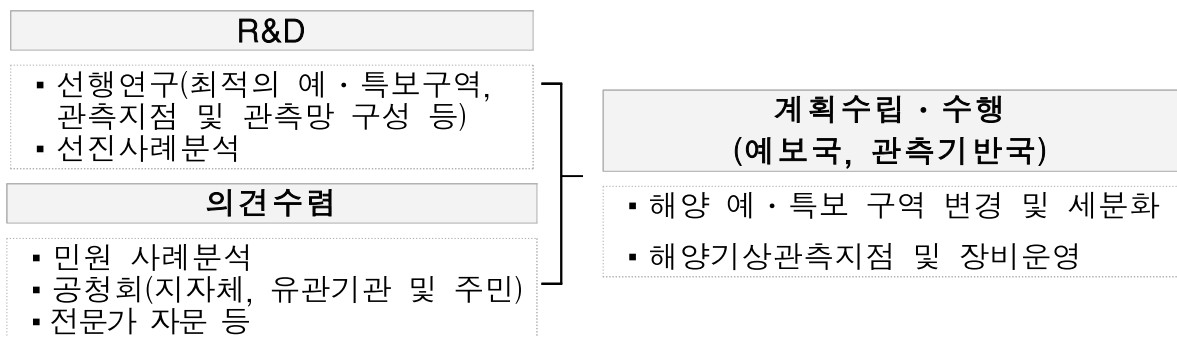 R&D
▪ 선행연구(최적의 예・특보구역,
관측지점 및 관측망 구성 등)
▪ 선진사례분석
의견수렴
▪ 민원 사례분석
▪ 공청회(지자체, 유관기관 및 주민)
▪ 전문가 자문 등
계획수립・수행
(예보국, 관측기반국)
▪ 해양 예・특보 구역 변경 및 세분화
▪ 해양기상관측지점 및 장비운영